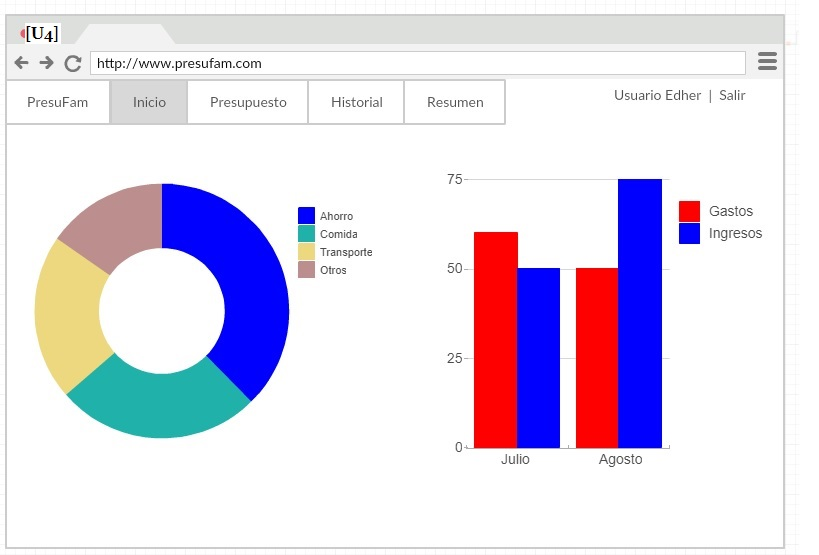 [U4]
http://www.presufam.com
PresuFam Inicio Presupuesto Historial Resumen
Usuario Edher | Salir
Ahorro
Comida
Transporte
Otros
75
50
25
0
Julio Agosto
Gastos
Ingresos